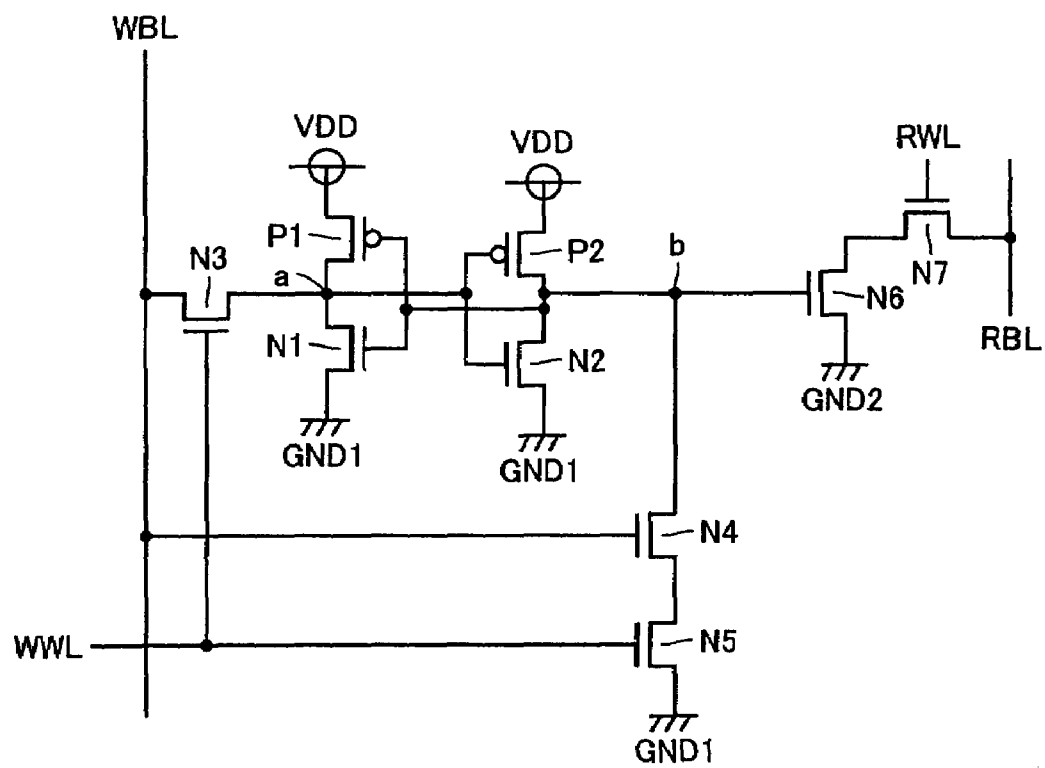 WBL
VDD
VDD
RWL
P1
P2
b
N3
a
N7
N6
N1
N2
RBL
GND2
GND1
GND1
N4
WWL
N5
GND1